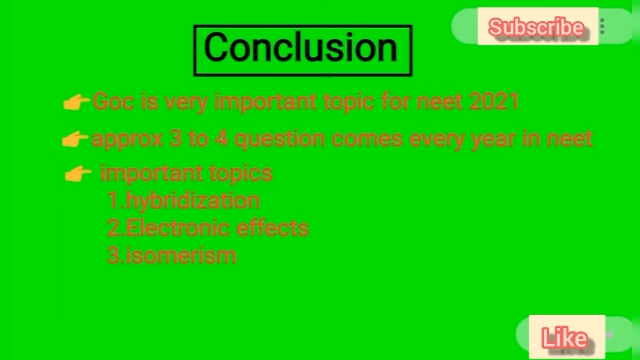 Subscribe
Conclusion
👉Goc is very important topic for neet 2021
👉approx 3 to 4 question comes every year in neet
👉 important topics
1.hybridization
2.Electronic effects
3.isomerism
Like